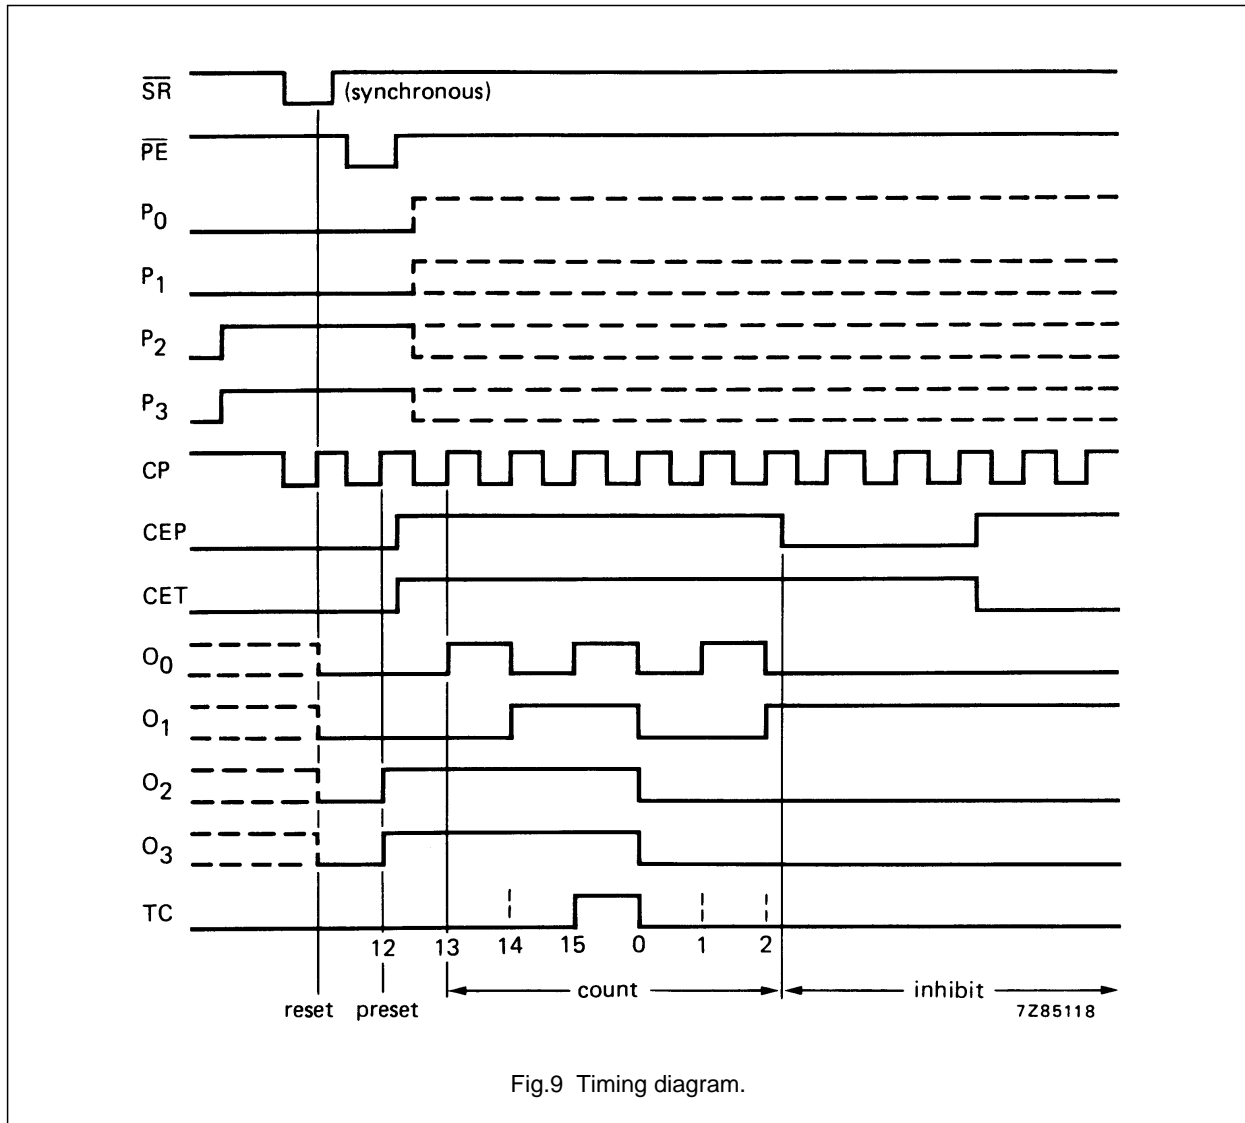 SR (synchronous)
PE
P0
P1
P2
P3
CP
CEP
CET
O0
O1
O2
O3
TC
12 13 14 15 0 1 2
reset preset count inhibit
7Z85118
Fig.9 Timing diagram.